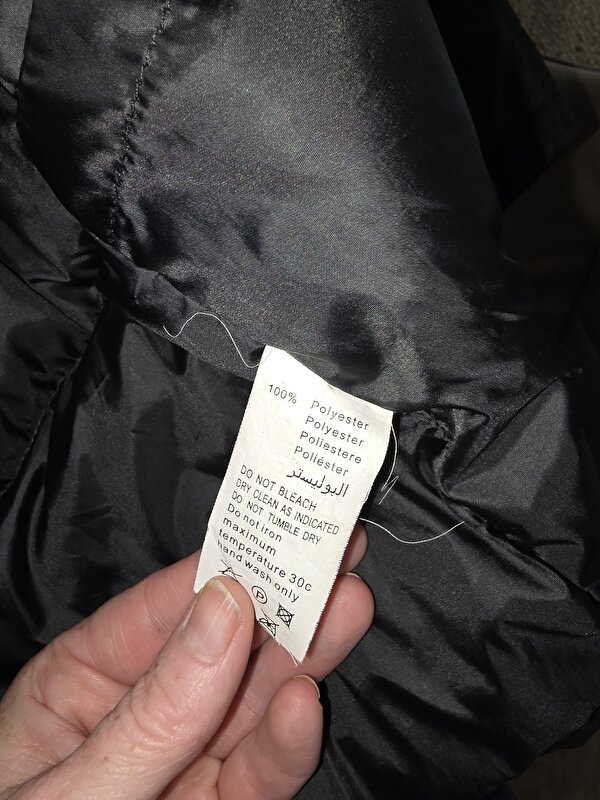 100% Polyester
Polyester
Poliestere
Poliéster
البوليستر
DO NOT BLEACH
DRY CLEAN AS INDICATED
DO NOT TUMBLE DRY
Do not iron
maximum
temperature 30c
hand wash only
P